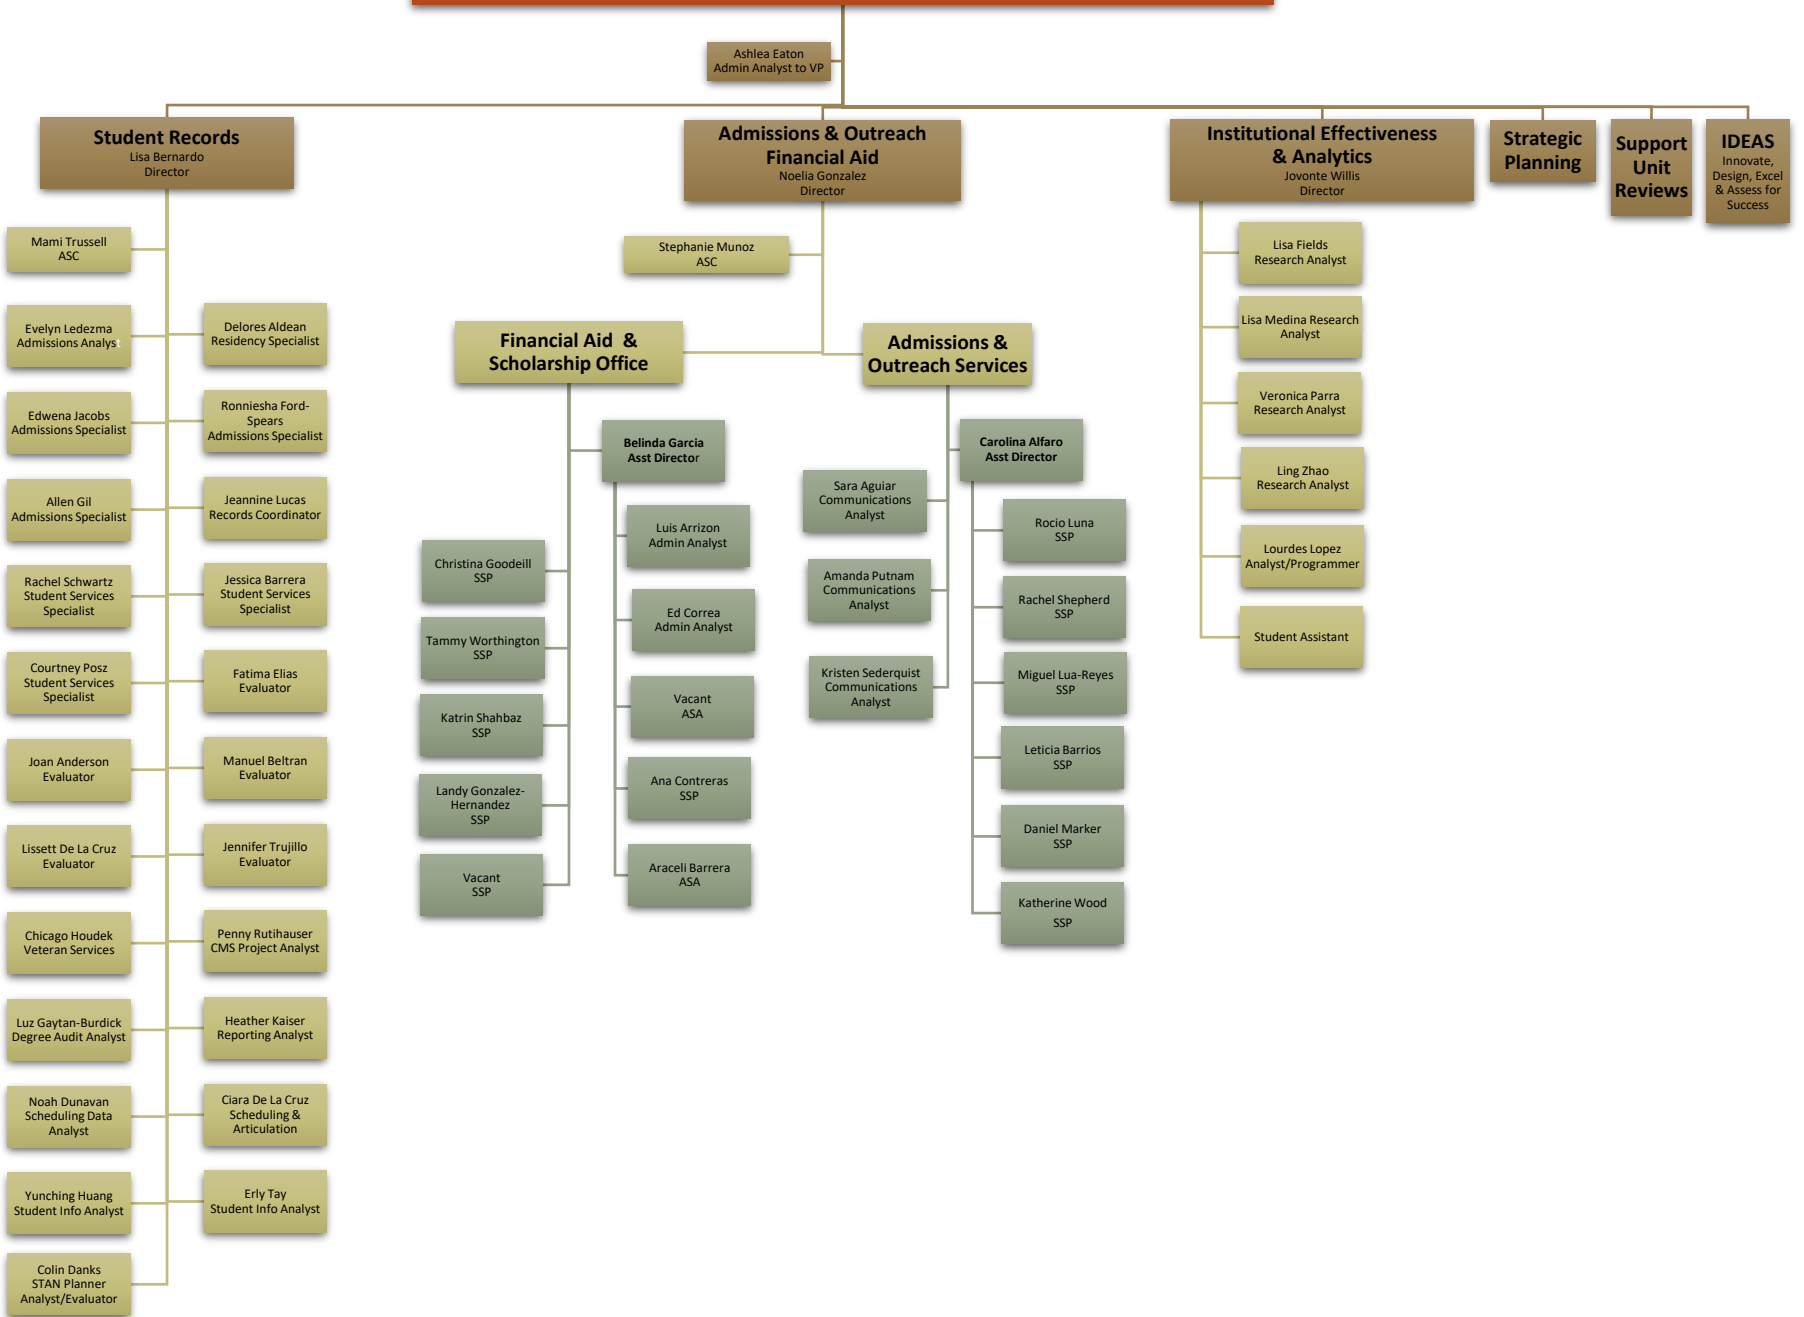 Ashlea Eaton
Admin Analyst to VP
Student Records
Lisa Bernardo
Director
Admissions & Outreach
Financial Aid
Noelia Gonzalez
Director
Institutional Effectiveness
& Analytics
Jovonte Willis
Director
Strategic
Planning
Support
Unit
Reviews
IDEAS
Innovate,
Design, Excel
& Assess for
Success
Mami Trussell
ASC
Evelyn Ledezma
Admissions Analyst
Delores Aldean
Residency Specialist
Edwena Jacobs
Admissions Specialist
Ronniesha Ford-
Spears
Admissions Specialist
Allen Gil
Admissions Specialist
Jeannine Lucas
Records Coordinator
Rachel Schwartz
Student Services
Specialist
Jessica Barrera
Student Services
Specialist
Courtney Posz
Student Services
Specialist
Fatima Elias
Evaluator
Joan Anderson
Evaluator
Manuel Beltran
Evaluator
Lissett De La Cruz
Evaluator
Jennifer Trujillo
Evaluator
Chicago Houdek
Veteran Services
Penny Rutihauser
CMS Project Analyst
Luz Gaytan-Burdick
Degree Audit Analyst
Heather Kaiser
Reporting Analyst
Noah Dunavan
Scheduling Data
Analyst
Ciara De La Cruz
Scheduling &
Articulation
Yunching Huang
Student Info Analyst
Erly Tay
Student Info Analyst
Colin Danks
STAN Planner
Analyst/Evaluator
Stephanie Munoz
ASC
Financial Aid &
Scholarship Office
Belinda Garcia
Asst Director
Christina Goodeill
SSP
Tammy Worthington
SSP
Katrin Shahbaz
SSP
Landy Gonzalez-
Hernandez
SSP
Vacant
SSP
Luis Arrizon
Admin Analyst
Ed Correa
Admin Analyst
Vacant
ASA
Ana Contreras
SSP
Araceli Barrera
ASA
Admissions &
Outreach Services
Carolina Alfaro
Asst Director
Sara Aguiar
Communications
Analyst
Amanda Putnam
Communications
Analyst
Kristen Sederquist
Communications
Analyst
Rocio Luna
SSP
Rachel Shepherd
SSP
Miguel Lua-Reyes
SSP
Leticia Barrios
SSP
Daniel Marker
SSP
Katherine Wood
SSP
Lisa Fields
Research Analyst
Lisa Medina Research
Analyst
Veronica Parra
Research Analyst
Ling Zhao
Research Analyst
Lourdes Lopez
Analyst/Programmer
Student Assistant